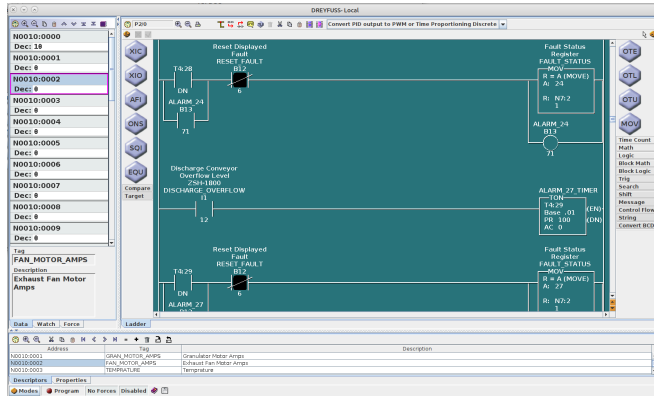 DREYFUSS- Local
P2:0
Convert PID output to PWM or Time Proportioning Discrete
N0010:0000
Dec: 10
N0010:0001
Dec: 0
N0010:0002
Dec: 0
N0010:0003
Dec: 0
N0010:0004
Dec: 0
N0010:0005
Dec: 0
N0010:0006
Dec: 0
N0010:0007
Dec: 0
N0010:0008
Dec: 0
N0010:0009
Dec: 0
Tag
FAN_MOTOR_AMPS
Description
Exhaust Fan Motor
Amps
Data Watch Force
XIC
XIO
AFI
ONS
SQI
EQU
Compare
Target
Reset Displayed
Fault
RESET_FAULT
T4:28
B12
DN
6
ALARM_24
B13
71
Fault Status
Register
FAULT_STATUS
MOV
R = A (MOVE)
A: 24
R: N7:2
1
ALARM_24
B13
71
Discharge Conveyor
Overflow Level
ZSH-1800
DISCHARGE_OVERFLOW
I1
12
ALARM_27_TIMER
TON
T4:29
Base .01
PR 100
AC 0
(EN)
(DN)
Reset Displayed
Fault
RESET_FAULT
T4:29
B12
DN
6
ALARM_27
Fault Status
Register
FAULT_STATUS
MOV
R = A (MOVE)
A: 27
R: N7:2
1
OTE
OTL
OTU
MOV
Time Count
Math
Logic
Block Math
Block Logic
Trig
Search
Shift
Message
Control Flow
String
Convert BCD
Ladder
Address Tag Description
N0010:0001 GRAN_MOTOR_AMPS Granulator Motor Amps
N0010:0002 FAN_MOTOR_AMPS Exhaust Fan Motor Amps
N0010:0003 TEMPRATURE Temprature
Descriptors Properties
Modes Program No Forces Disabled